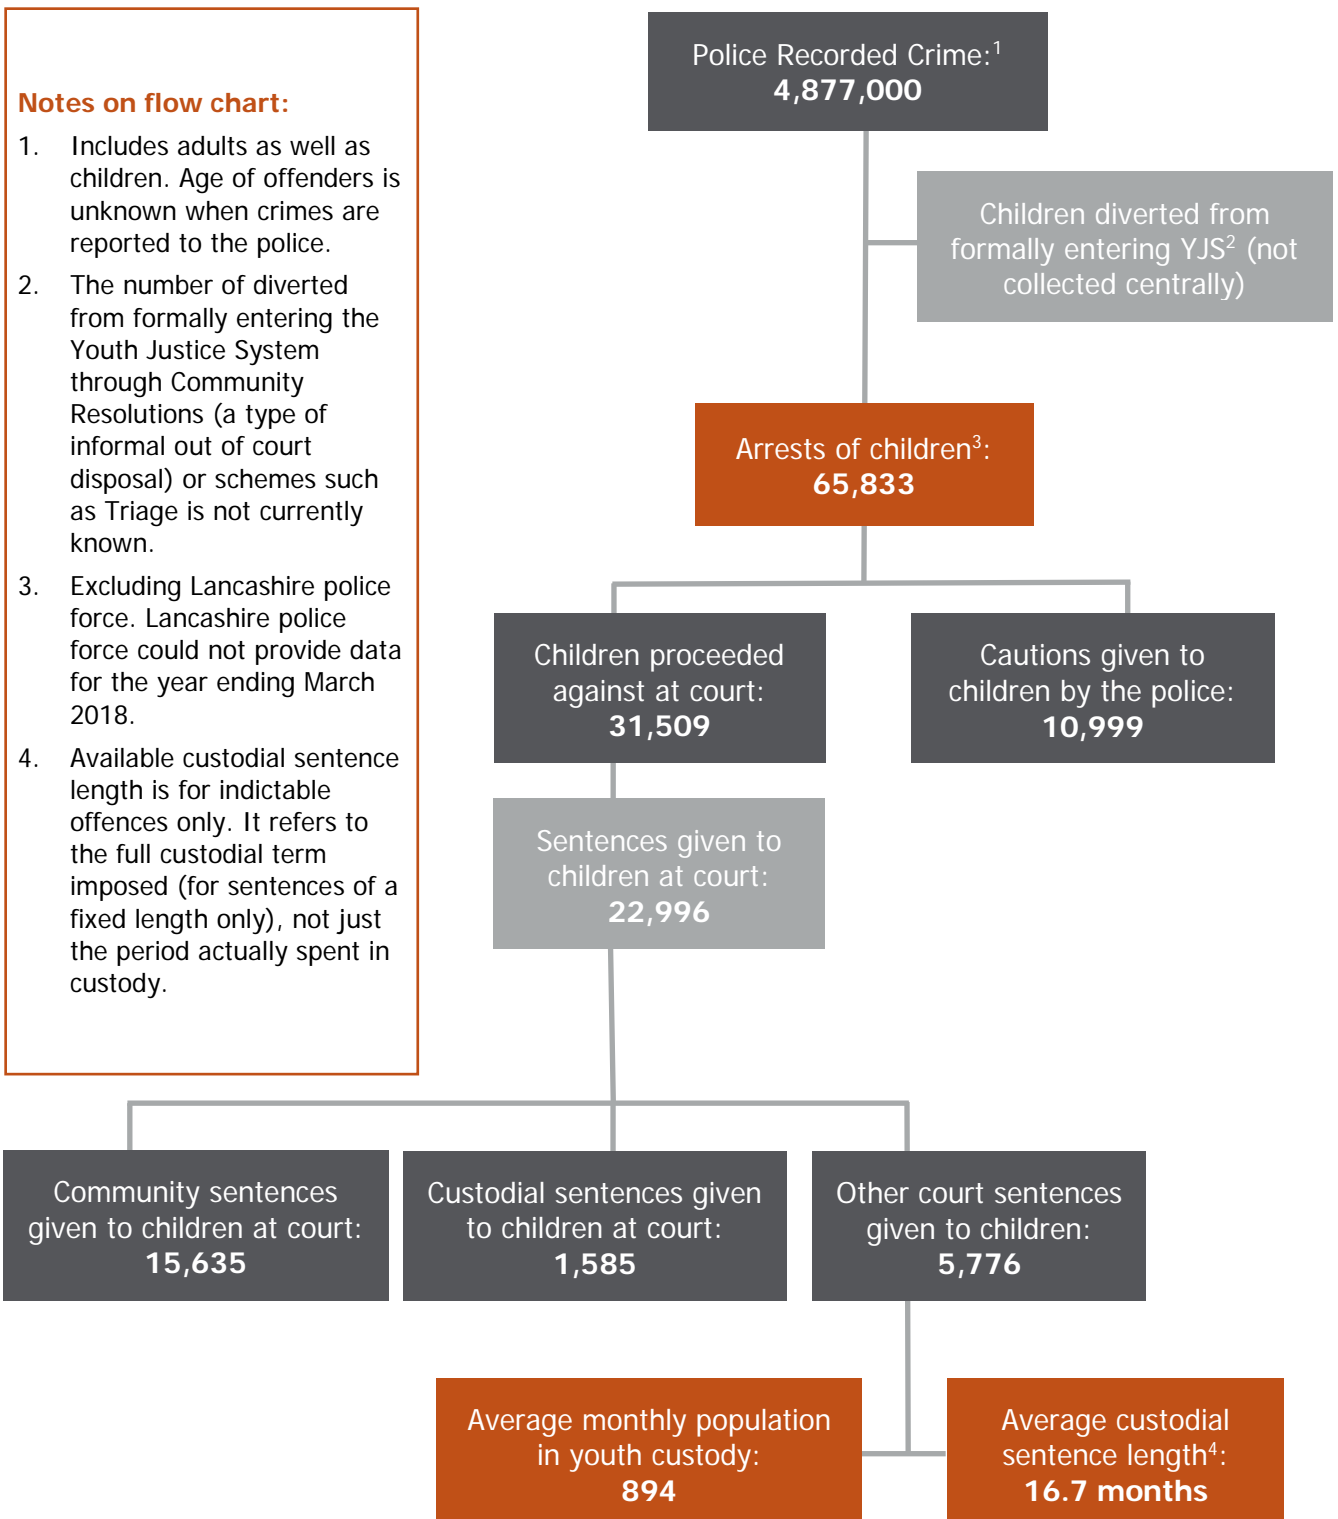 Notes on flow chart:
1. Includes adults as well as
children. Age of offenders is
unknown when crimes are
reported to the police.
2. The number of diverted
from formally entering the
Youth Justice System
through Community
Resolutions (a type of
informal out of court
disposal) or schemes such
as Triage is not currently
known.
3. Excluding Lancashire police
force. Lancashire police
force could not provide data
for the year ending March
2018.
4. Available custodial sentence
length is for indictable
offences only. It refers to
the full custodial term
imposed (for sentences of a
fixed length only), not just
the period actually spent in
custody.
Police Recorded Crime:1
4,877,000
Children diverted from
formally entering YJS2 (not
collected centrally)
Arrests of children3:
65,833
Children proceeded
against at court:
31,509
Cautions given to
children by the police:
10,999
Sentences given to
children at court:
22,996
Community sentences
given to children at court:
15,635
Custodial sentences given
to children at court:
1,585
Other court sentences
given to children:
5,776
Average monthly population
in youth custody:
894
Average custodial
sentence length4:
16.7 months